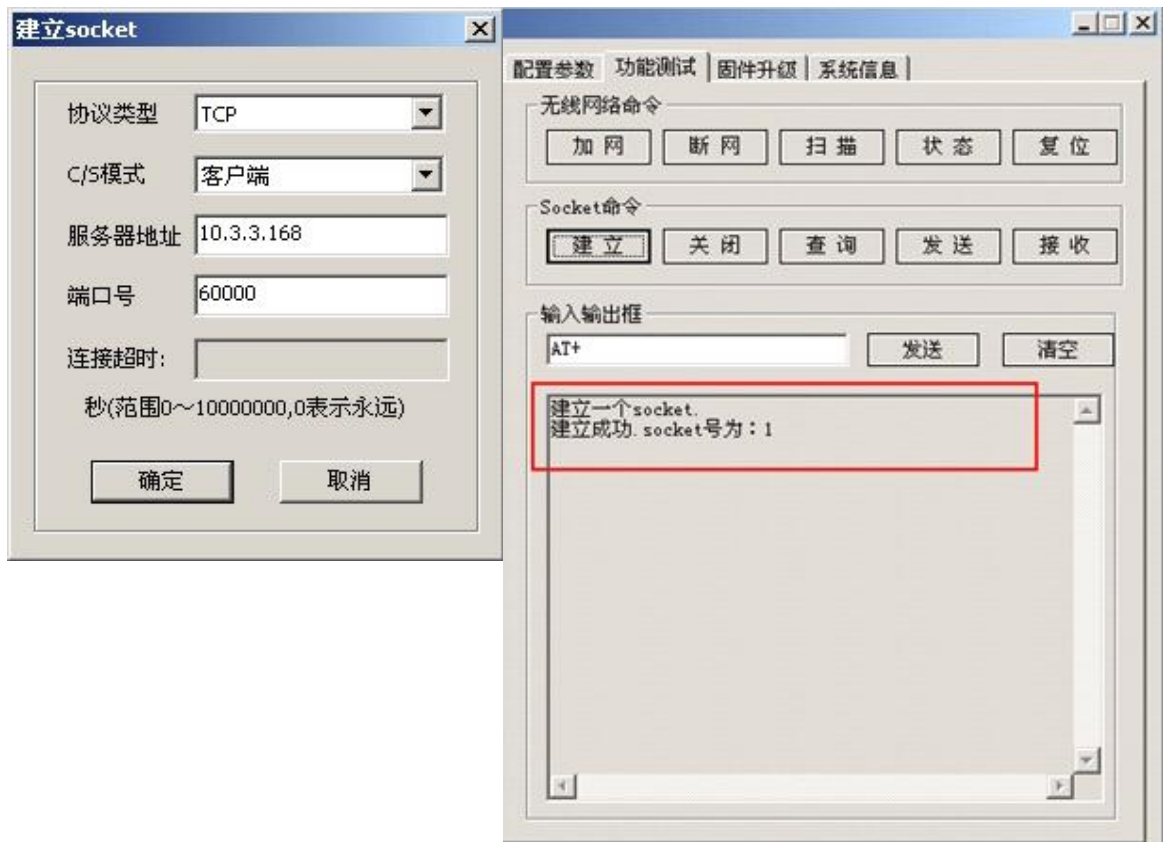 建立socket
协议类型 TCP
C/S模式 客户端
服务器地址 10.3.3.168
端口号 60000
连接超时:
秒(范围0～10000000,0表示永远)
确定 取消
配置参数 功能测试 固件升级 系统信息
无线网络命令
加网 断网 扫描 状态 复位
Socket命令
建立 关闭 查询 发送 接收
输入输出框
AT+ 发送 清空
建立一个socket.
建立成功.socket号为：1